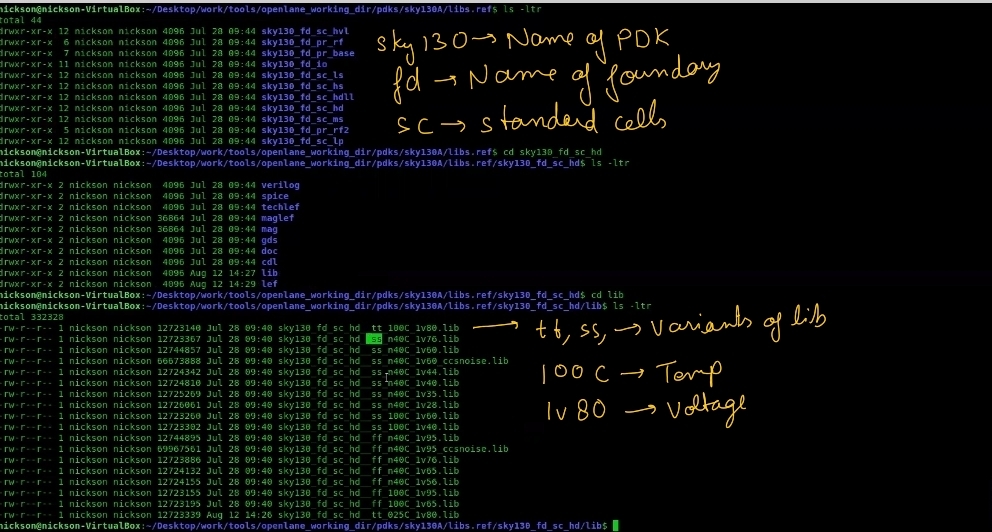 nickson@nickson-VirtualBox:~/Desktop/work/tools/openlane_working_dir/pdks/sky130A/libs.ref$ ls -ltr
total 44
drwxr-xr-x 12 nickson nickson 4096 Jul 28 09:44 sky130_fd_sc_hvl
drwxr-xr-x 6 nickson nickson 4096 Jul 28 09:44 sky130_fd_pr_rf
drwxr-xr-x 7 nickson nickson 4096 Jul 28 09:44 sky130_fd_pr_base
drwxr-xr-x 11 nickson nickson 4096 Jul 28 09:44 sky130_fd_io
drwxr-xr-x 12 nickson nickson 4096 Jul 28 09:44 sky130_fd_sc_ls
drwxr-xr-x 12 nickson nickson 4096 Jul 28 09:44 sky130_fd_sc_hs
drwxr-xr-x 12 nickson nickson 4096 Jul 28 09:44 sky130_fd_sc_hdll
drwxr-xr-x 12 nickson nickson 4096 Jul 28 09:44 sky130_fd_sc_hd
drwxr-xr-x 12 nickson nickson 4096 Jul 28 09:44 sky130_fd_sc_ms
drwxr-xr-x 5 nickson nickson 4096 Jul 28 09:44 sky130_fd_pr_rf2
drwxr-xr-x 12 nickson nickson 4096 Jul 28 09:44 sky130_fd_sc_lp
sky130 → Name of PDK
fd → Name of foundary
sc → standard cells
nickson@nickson-VirtualBox:~/Desktop/work/tools/openlane_working_dir/pdks/sky130A/libs.ref$ cd sky130_fd_sc_hd
nickson@nickson-VirtualBox:~/Desktop/work/tools/openlane_working_dir/pdks/sky130A/libs.ref/sky130_fd_sc_hd$ ls -ltr
total 104
drwxr-xr-x 2 nickson nickson 4096 Jul 28 09:44 verilog
drwxr-xr-x 2 nickson nickson 4096 Jul 28 09:44 spice
drwxr-xr-x 2 nickson nickson 4096 Jul 28 09:44 techlef
drwxr-xr-x 2 nickson nickson 36864 Jul 28 09:44 maglef
drwxr-xr-x 2 nickson nickson 36864 Jul 28 09:44 mag
drwxr-xr-x 2 nickson nickson 4096 Jul 28 09:44 gds
drwxr-xr-x 2 nickson nickson 4096 Jul 28 09:44 doc
drwxr-xr-x 2 nickson nickson 4096 Jul 28 09:44 cdl
drwxr-xr-x 2 nickson nickson 4096 Aug 12 14:27 lib
drwxr-xr-x 2 nickson nickson 4096 Aug 12 14:29 lef
nickson@nickson-VirtualBox:~/Desktop/work/tools/openlane_working_dir/pdks/sky130A/libs.ref/sky130_fd_sc_hd$ cd lib
nickson@nickson-VirtualBox:~/Desktop/work/tools/openlane_working_dir/pdks/sky130A/libs.ref/sky130_fd_sc_hd/lib$ ls -ltr
total 332328
-rw-r--r-- 1 nickson nickson 12723140 Jul 28 09:40 sky130_fd_sc_hd__tt_100C_1v80.lib
-rw-r--r-- 1 nickson nickson 12723367 Jul 28 09:40 sky130_fd_sc_hd__ss_n40C_1v76.lib
-rw-r--r-- 1 nickson nickson 12744857 Jul 28 09:40 sky130_fd_sc_hd__ss_n40C_1v60.lib
-rw-r--r-- 1 nickson nickson 66673888 Jul 28 09:40 sky130_fd_sc_hd__ss_n40C_1v60_ccsnoise.lib
-rw-r--r-- 1 nickson nickson 12724342 Jul 28 09:40 sky130_fd_sc_hd__ss_n40C_1v44.lib
-rw-r--r-- 1 nickson nickson 12724810 Jul 28 09:40 sky130_fd_sc_hd__ss_n40C_1v40.lib
-rw-r--r-- 1 nickson nickson 12725269 Jul 28 09:40 sky130_fd_sc_hd__ss_n40C_1v35.lib
-rw-r--r-- 1 nickson nickson 12726061 Jul 28 09:40 sky130_fd_sc_hd__ss_n40C_1v28.lib
-rw-r--r-- 1 nickson nickson 12723260 Jul 28 09:40 sky130_fd_sc_hd__ss_100C_1v60.lib
-rw-r--r-- 1 nickson nickson 12723302 Jul 28 09:40 sky130_fd_sc_hd__ss_100C_1v40.lib
-rw-r--r-- 1 nickson nickson 12744895 Jul 28 09:40 sky130_fd_sc_hd__ff_n40C_1v95.lib
-rw-r--r-- 1 nickson nickson 69967561 Jul 28 09:40 sky130_fd_sc_hd__ff_n40C_1v95_ccsnoise.lib
-rw-r--r-- 1 nickson nickson 12723886 Jul 28 09:40 sky130_fd_sc_hd__ff_n40C_1v76.lib
-rw-r--r-- 1 nickson nickson 12724132 Jul 28 09:40 sky130_fd_sc_hd__ff_n40C_1v65.lib
-rw-r--r-- 1 nickson nickson 12724155 Jul 28 09:40 sky130_fd_sc_hd__ff_n40C_1v56.lib
-rw-r--r-- 1 nickson nickson 12723155 Jul 28 09:40 sky130_fd_sc_hd__ff_100C_1v95.lib
-rw-r--r-- 1 nickson nickson 12723195 Jul 28 09:40 sky130_fd_sc_hd__ff_100C_1v65.lib
-rw-r--r-- 1 nickson nickson 12723339 Aug 12 14:26 sky130_fd_sc_hd__tt_025C_1v80.lib
→ tt, ss, → Variants of lib
100 C → Temp
1v80 → Voltage
nickson@nickson-VirtualBox:~/Desktop/work/tools/openlane_working_dir/pdks/sky130A/libs.ref/sky130_fd_sc_hd/lib$